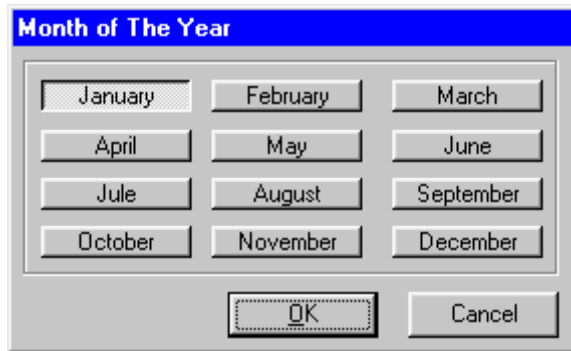 Month of The Year
January February March
April May June
Jule August September
October November December
OK Cancel